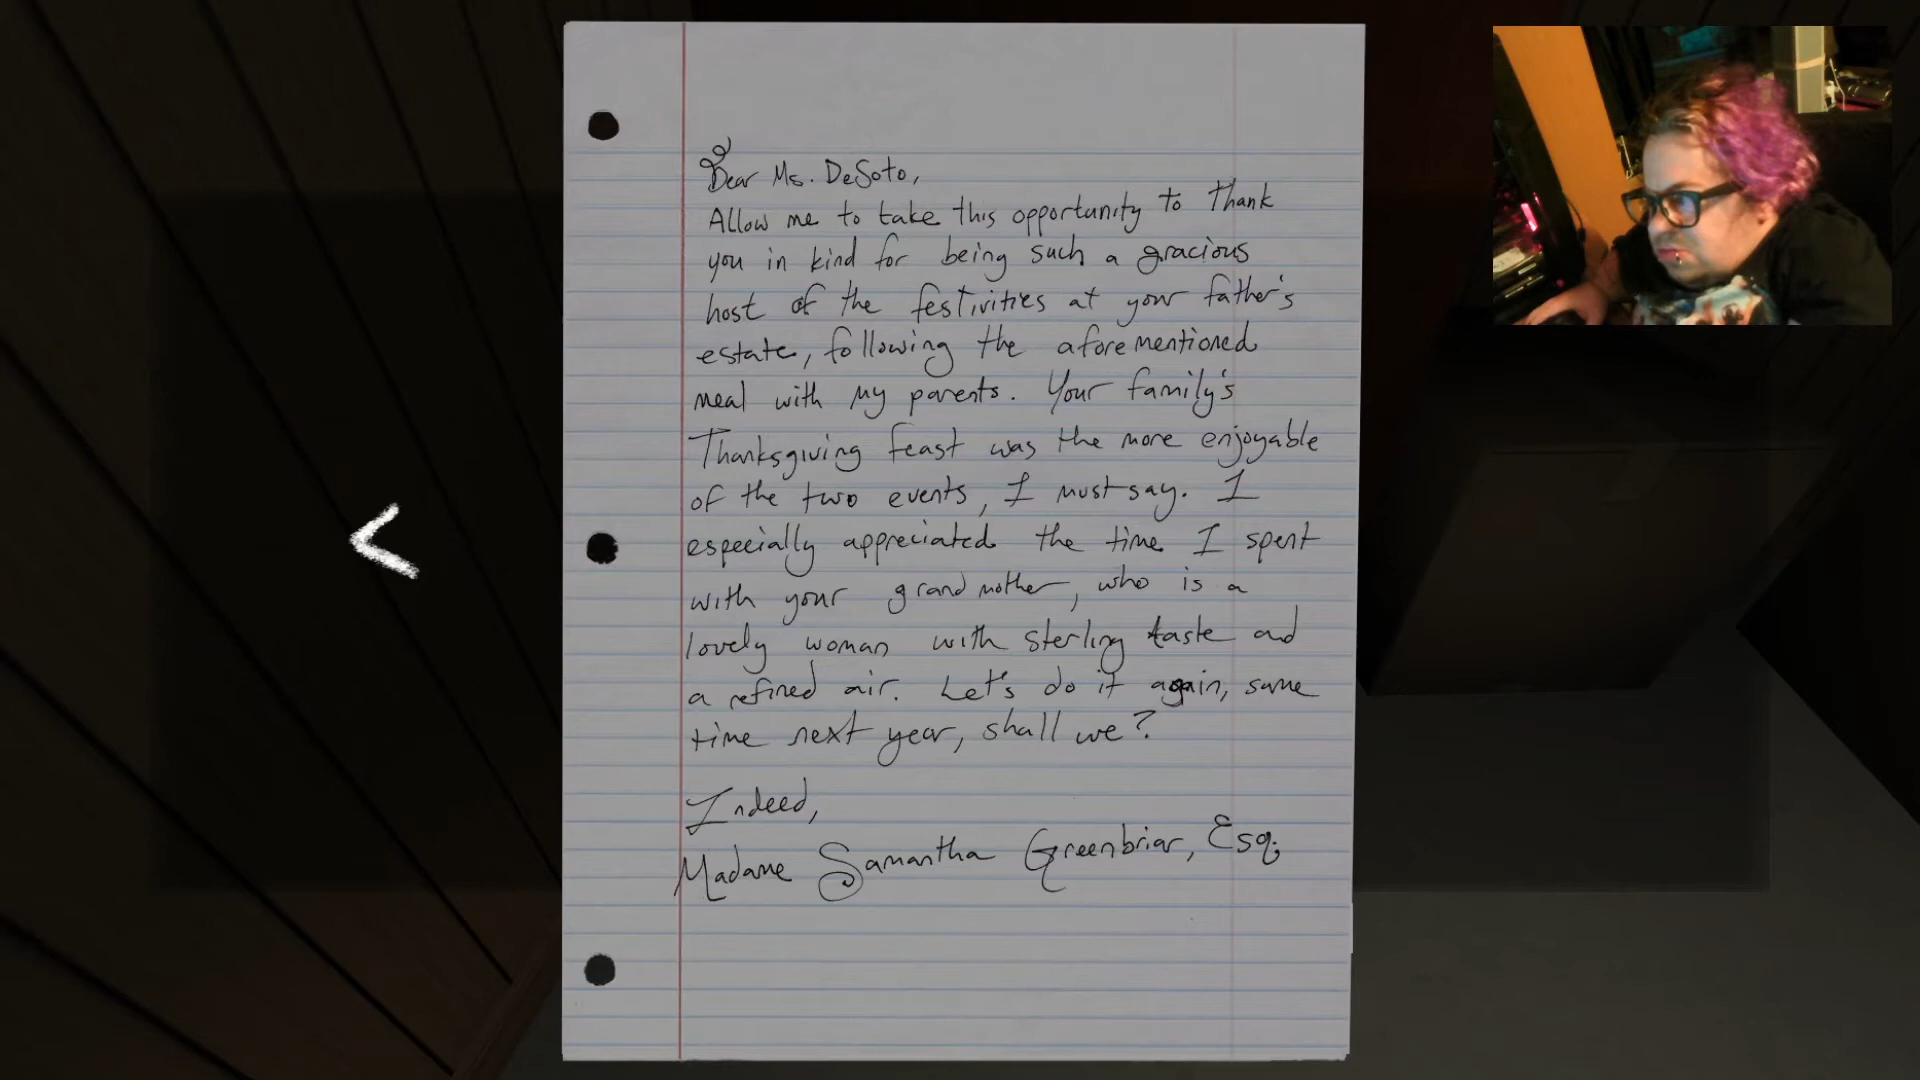 Dear Ms. DeSoto,
Allow me to take this opportunity to thank
you in kind for being such a gracious
host of the festivities at your father's
estate, following the aforementioned
meal with my parents. Your family's
Thanksgiving feast was the more enjoyable
of the two events, I must say. I
especially appreciated the time I spent
with your grandmother, who is a
lovely woman with sterling taste and
a refined air. Let's do it again, same
time next year, shall we?
Indeed,
Madame Samantha Greenbriar, Esq.